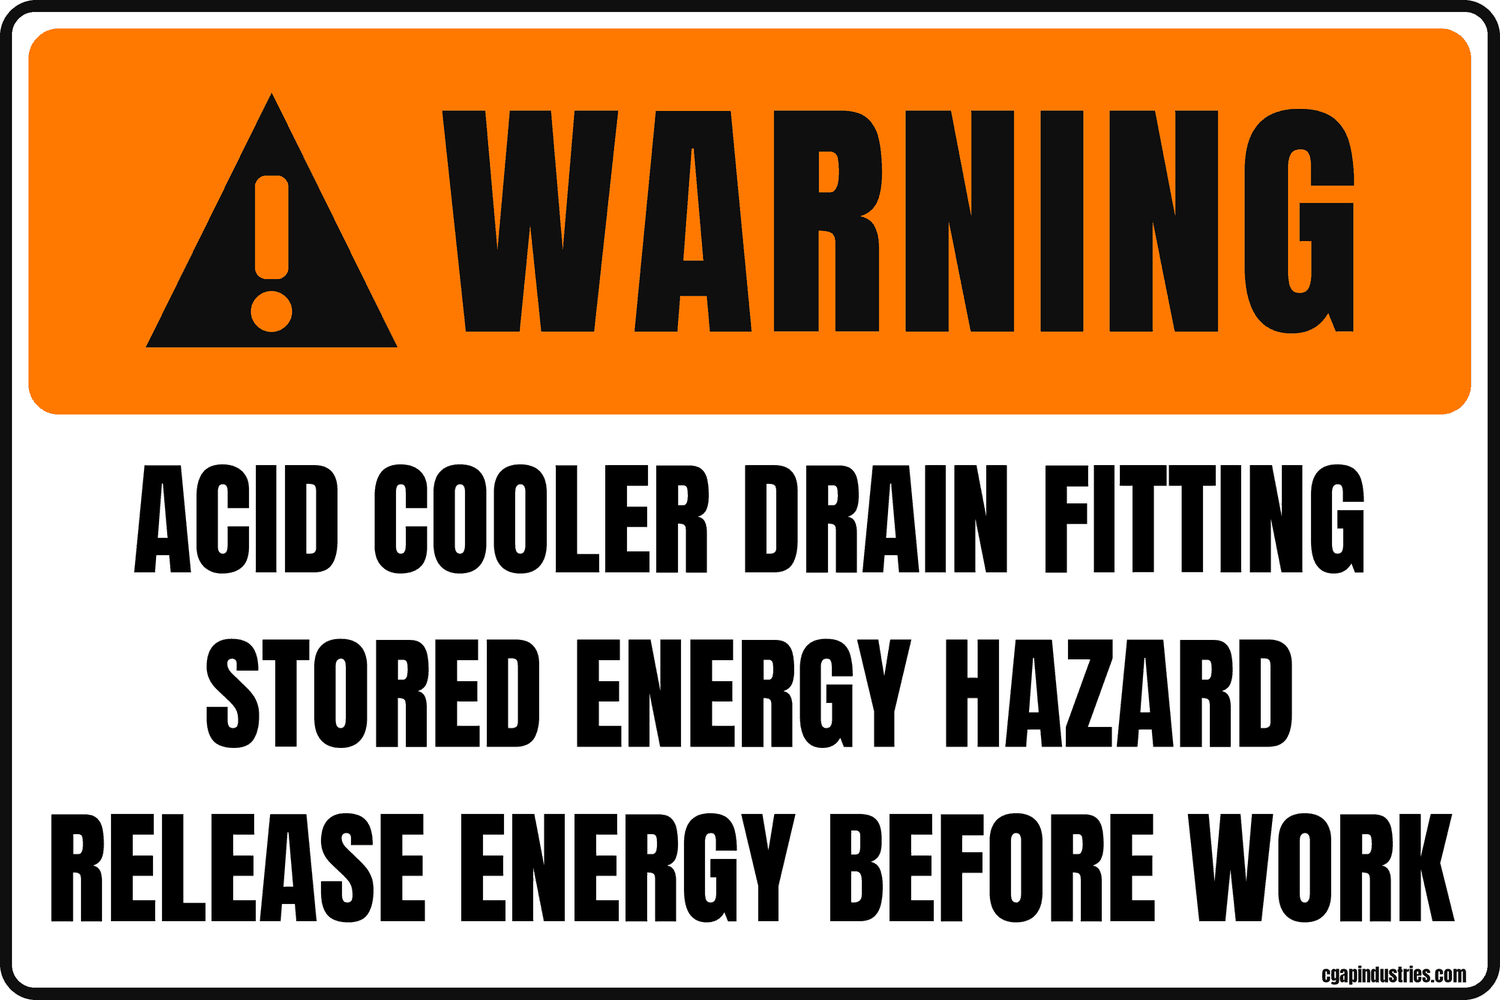 WARNING
ACID COOLER DRAIN FITTING
STORED ENERGY HAZARD
RELEASE ENERGY BEFORE WORK
cgapindustries.com